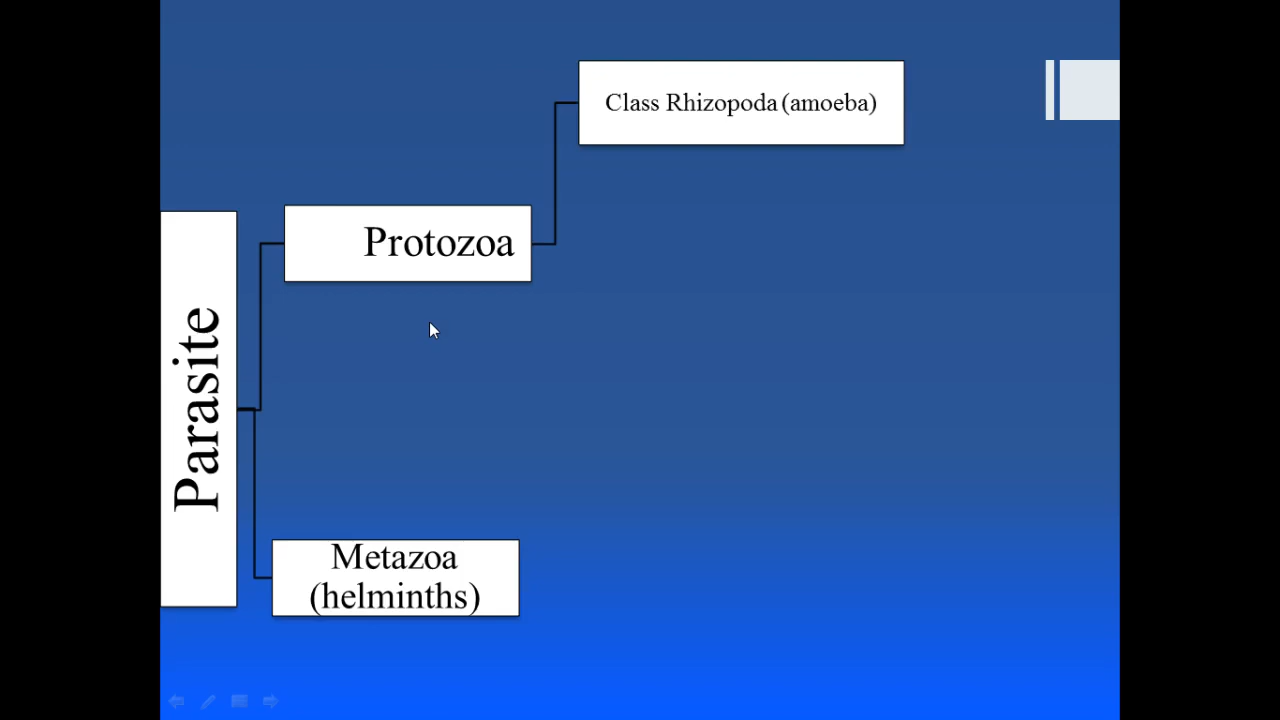 Class Rhizopoda (amoeba)
Protozoa
Parasite
Metazoa
(helminths)